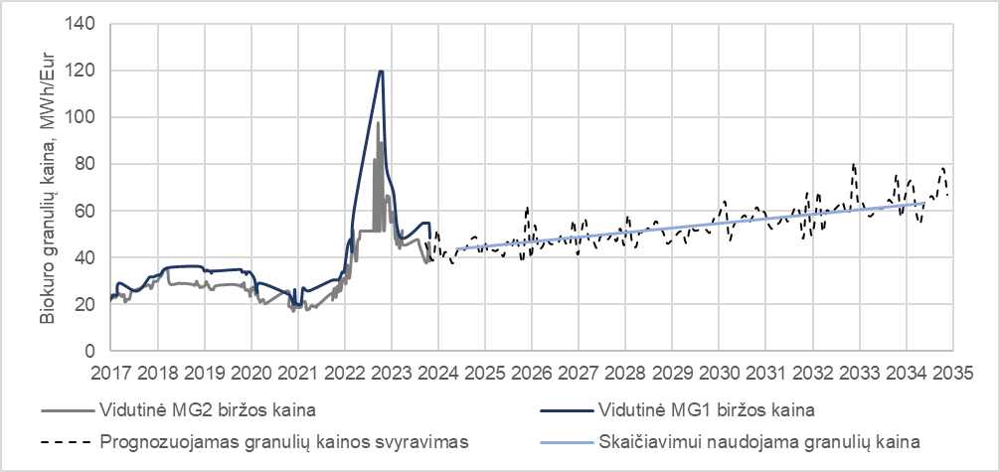 Biokuro granulių kaina, MWh/Eur
140
120
100
80
60
40
20
0
2017 2018 2019 2020 2021 2022 2023 2024 2025 2026 2027 2028 2029 2030 2031 2032 2033 2034 2035
Vidutinė MG2 biržos kaina
Vidutinė MG1 biržos kaina
Prognozuojamas granulių kainos svyravimas
Skaičiavimui naudojama granulių kaina